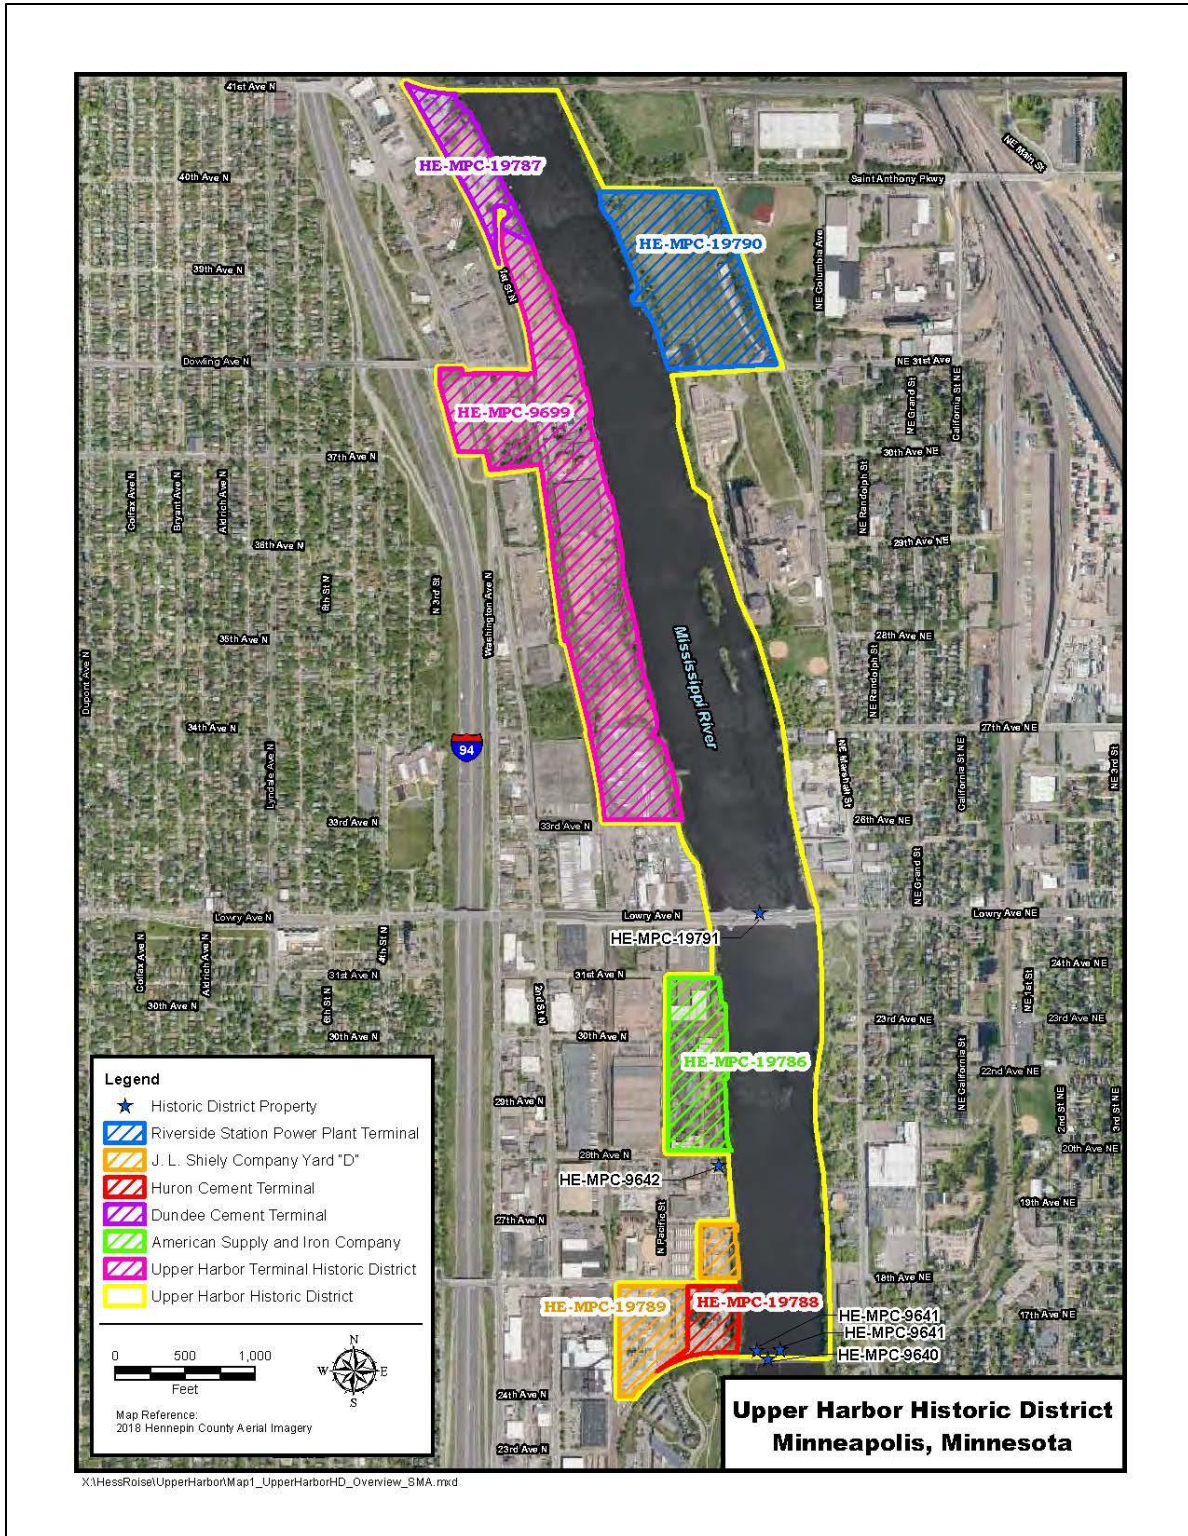 41st Ave N
NE Main St
HE-MPC-19787
40th Ave N
Saint Anthony Pkwy
HE-MPC-19790
NE Columbia Ave
39th Ave N
1st St N
Dowling Ave N
NE 31st Ave
NE Grand St
California St NE
HE-MPC-9699
37th Ave N
30th Ave NE
Colfax Ave N
Bryant Ave N
Aldrich Ave N
NE Randolph St
36th Ave N
29th Ave NE
6th St N
N 3rd St
Washington Ave N
35th Ave N
28th Ave NE
Mississippi River
Dupont Ave N
NE Randolph St
34th Ave N
27th Ave NE
94
Lyndale Ave N
NE Marshall St
California St NE
NE 3rd St
33rd Ave N
33rd Ave N
26th Ave NE
NE Grand St
Lowry Ave N
Lowry Ave N
Lowry Ave NE
HE-MPC-19791
Colfax Ave N
Aldrich Ave N
4th St N
31st Ave N
31st Ave N
24th Ave NE
30th Ave N
6th St N
2nd St N
NE 1st St
30th Ave N
30th Ave N
23rd Ave NE
23rd Ave NE
HE-MPC-19786
22nd Ave NE
NE California St
29th Ave N
2nd St NE
3rd St NE
28th Ave N
20th Ave NE
HE-MPC-9642
19th Ave NE
27th Ave N
N Pacific St
18th Ave NE
HE-MPC-19789
HE-MPC-19788
HE-MPC-9641
17th Ave NE
HE-MPC-9641
HE-MPC-9640
24th Ave N
23rd Ave N
Legend
Historic District Property
Riverside Station Power Plant Terminal
J. L. Shiely Company Yard "D"
Huron Cement Terminal
Dundee Cement Terminal
American Supply and Iron Company
Upper Harbor Terminal Historic District
Upper Harbor Historic District
0 500 1,000
Feet
N
W E
S
Map Reference:
2018 Hennepin County Aerial Imagery
Upper Harbor Historic District
Minneapolis, Minnesota
X:\HessRoise\UpperHarbor\Map1_UpperHarborHD_Overview_SMA.mxd